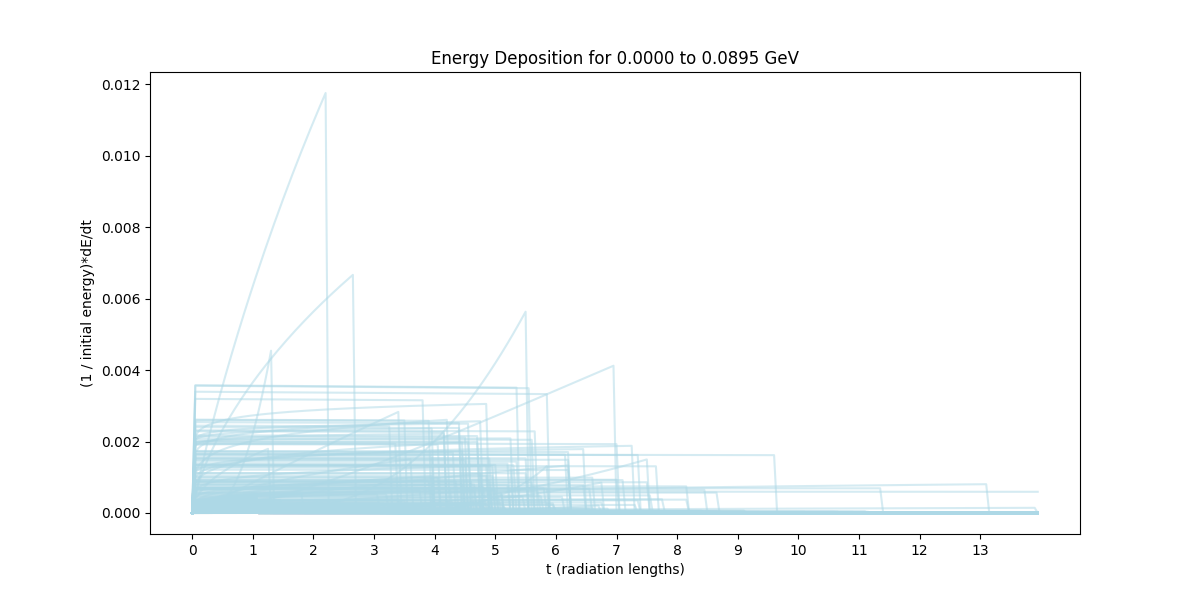 Energy Deposition for 0.0000 to 0.0895 GeV
(1 / initial energy)*dE/dt
0.012
0.010
0.008
0.006
0.004
0.002
0.000
0 1 2 3 4 5 6 7 8 9 10 11 12 13
t (radiation lengths)